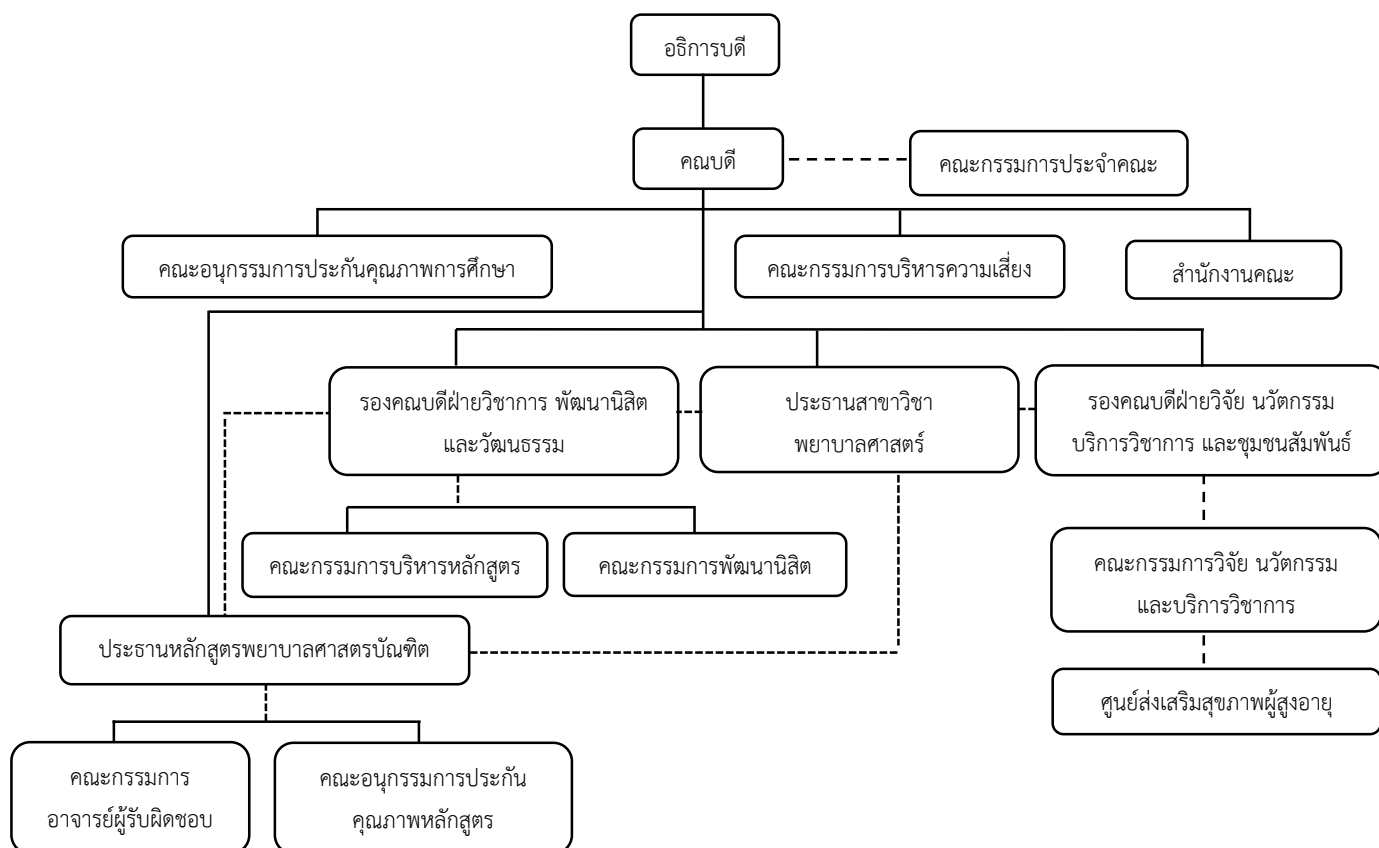 อธิการบดี
คณบดี
คณะกรรมการประจำคณะ
คณะอนุกรรมการประกันคุณภาพการศึกษา
คณะกรรมการบริหารความเสี่ยง
สำนักงานคณะ
รองคณบดีฝ่ายวิชาการ พัฒนานิสิต
และวัฒนธรรม
ประธานสาขาวิชา
พยาบาลศาสตร์
รองคณบดีฝ่ายวิจัย นวัตกรรม
บริการวิชาการ และชุมชนสัมพันธ์
คณะกรรมการบริหารหลักสูตร
คณะกรรมการพัฒนานิสิต
คณะกรรมการวิจัย นวัตกรรม
และบริการวิชาการ
ประธานหลักสูตรพยาบาลศาสตรบัณฑิต
ศูนย์ส่งเสริมสุขภาพผู้สูงอายุ
คณะกรรมการ
อาจารย์ผู้รับผิดชอบ
คณะอนุกรรมการประกัน
คุณภาพหลักสูตร